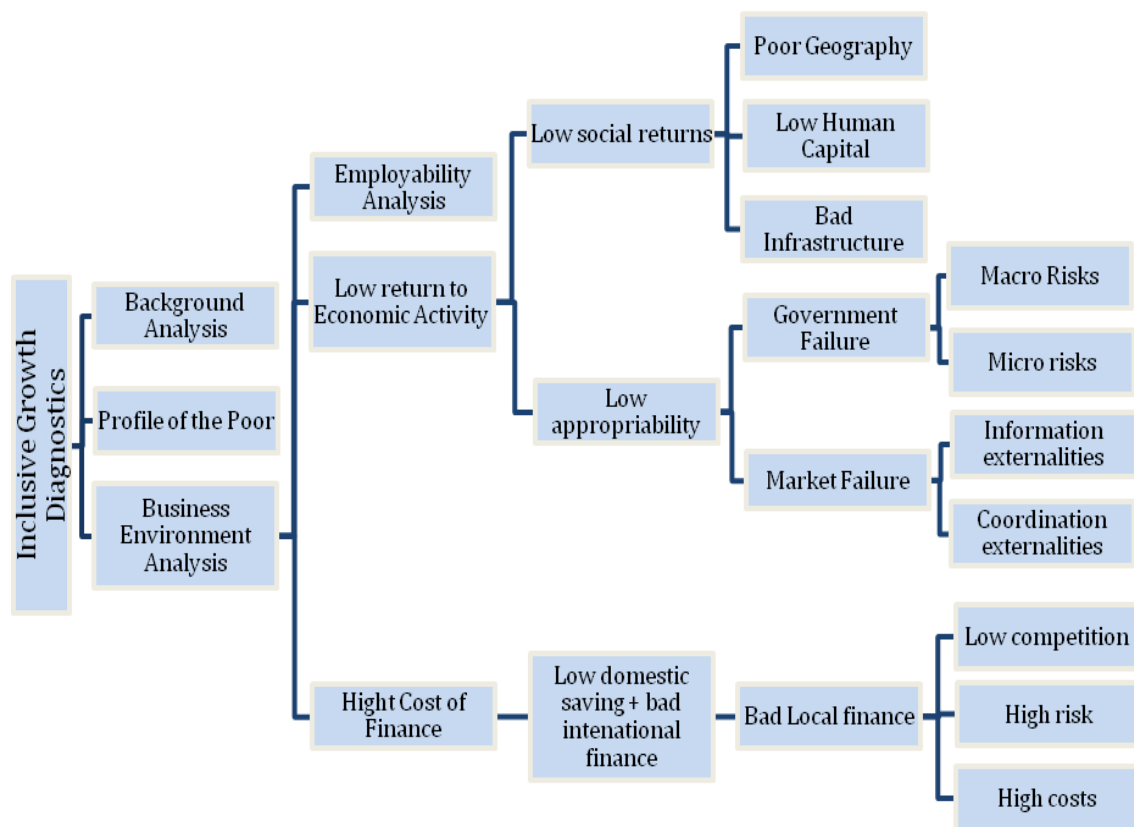 Inclusive Growth
Diagnostics
Background
Analysis
Profile of the Poor
Business
Environment
Analysis
Employability
Analysis
Low return to
Economic Activity
Hight Cost of
Finance
Low social returns
Low
appropriability
Low domestic
saving + bad
intenational
finance
Poor Geography
Low Human
Capital
Bad
Infrastructure
Government
Failure
Market Failure
Bad Local finance
Macro Risks
Micro risks
Information
externalities
Coordination
externalities
Low competition
High risk
High costs